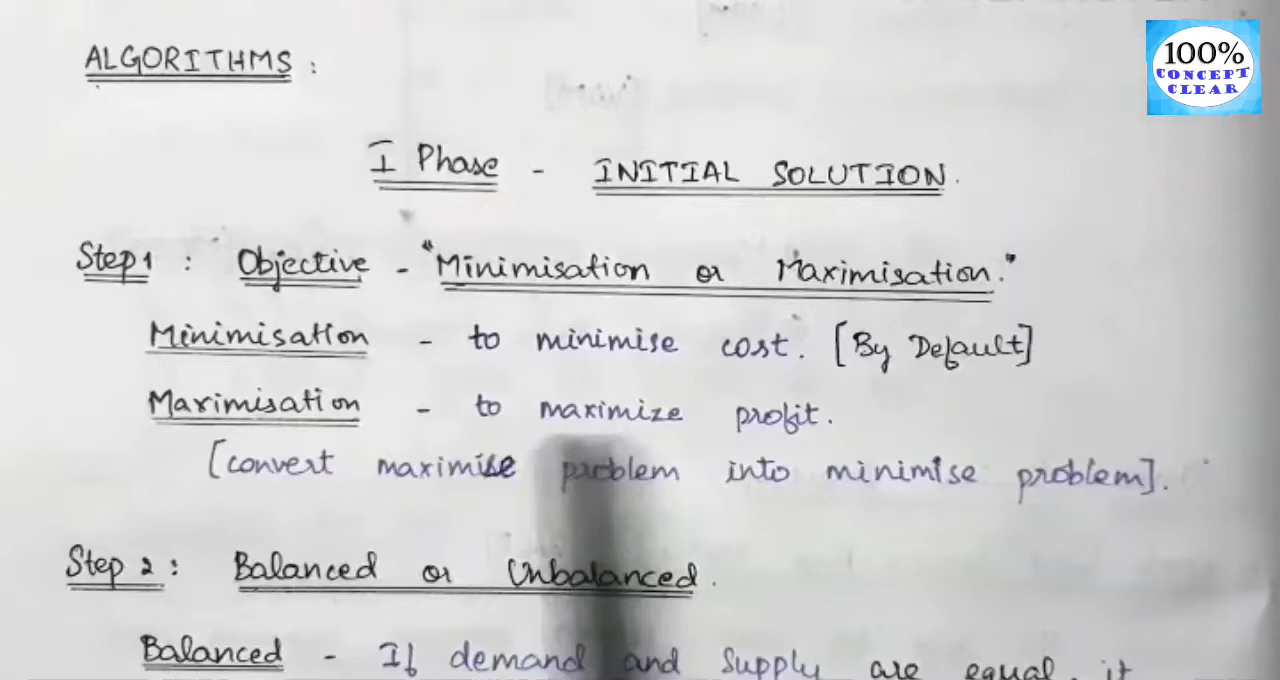 100%
CONCEPT
CLEAR
ALGORITHMS :
I Phase - INITIAL SOLUTION.
Step 1 : Objective - "Minimisation or Maximisation."
Minimisation - to minimise cost. [By Default]
Maximisation - to maximize profit.
[convert maximise problem into minimise problem].
Step 2 : Balanced or Unbalanced.
Balanced - If demand and supply are equal, it